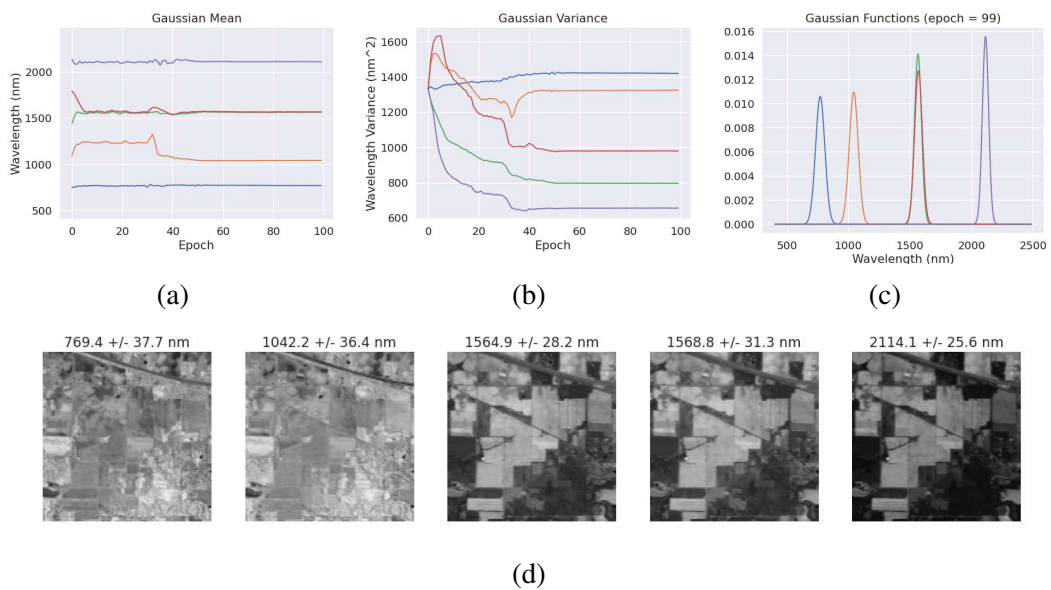 Gaussian Mean
Wavelength (nm)
2000
1500
1000
500
0 20 40 60 80 100
Epoch
(a)
Gaussian Variance
Wavelength Variance (nm^2)
1600
1400
1200
1000
800
600
0 20 40 60 80 100
Epoch
(b)
Gaussian Functions (epoch = 99)
0.016
0.014
0.012
0.010
0.008
0.006
0.004
0.002
0.000
500 1000 1500 2000 2500
Wavelength (nm)
(c)
769.4 +/- 37.7 nm
1042.2 +/- 36.4 nm
1564.9 +/- 28.2 nm
1568.8 +/- 31.3 nm
2114.1 +/- 25.6 nm
(d)